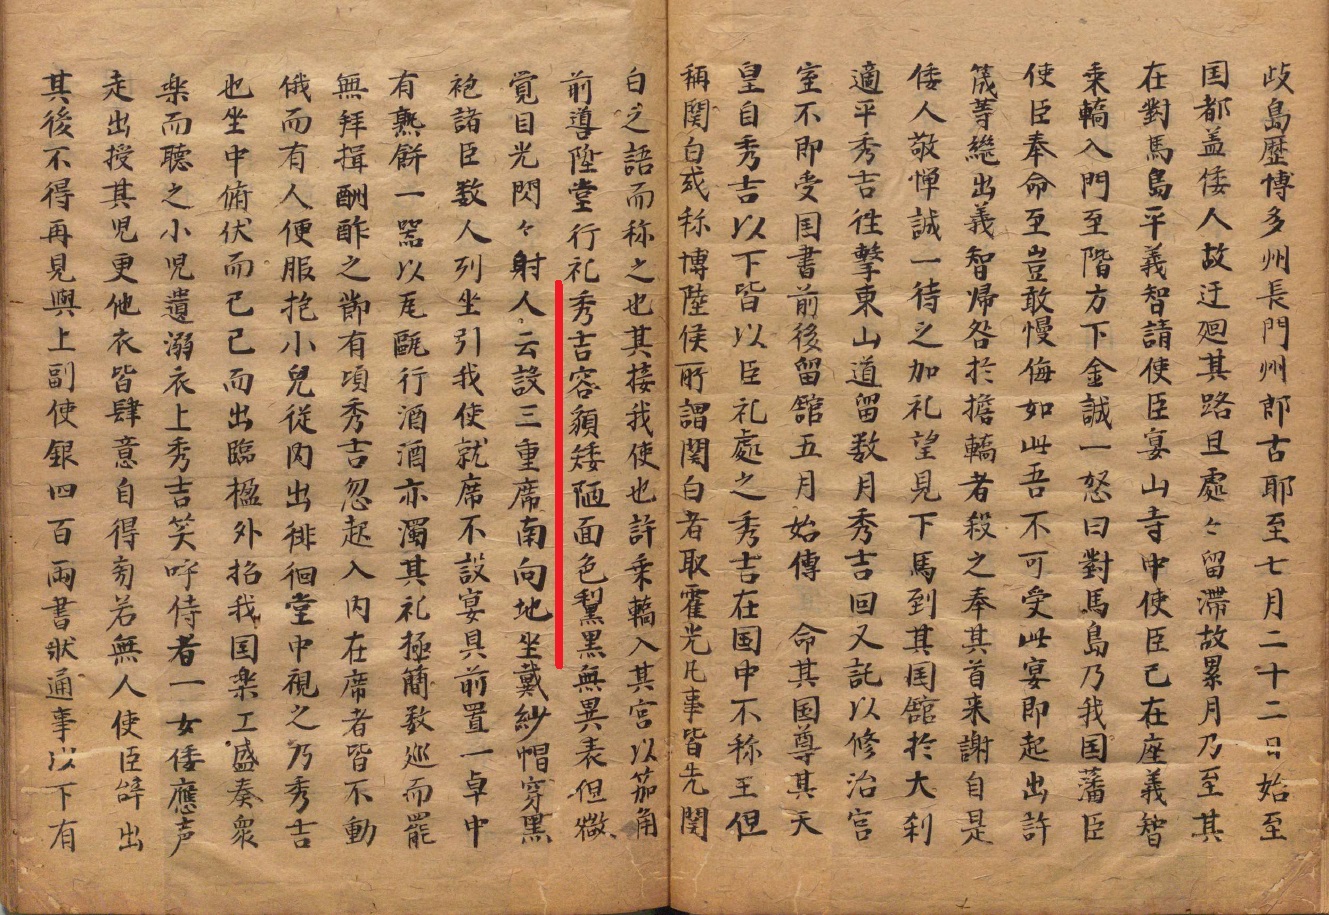 歧島歷博多州長門州郎古耶至七月二十二日始至
国都盖倭人故迂廻其路且處々留滯故累月乃至其
在對馬島平義智請使臣宴山寺中使臣已在座義智
乘轎入門至階方下金誠一怒曰對馬島乃我国藩臣
使臣奉命至豈敢慢侮如此吾不可受此宴即起出許
筬等繼出義智帰咎於擔轎者殺之奉其首来謝自是
倭人敬憚誠一待之加礼望見下馬到其国舘於大刹
適平秀吉徃擊東山道留数月秀吉回又託以修治宫
室不即受国書前後留舘五月始傳命其国尊其天
皇自秀吉以下皆以臣礼處之秀吉在国中不称王但
稱関白或称博陸侯所謂関白者取霍光凡事皆先関
白之語而称之也其接我使也許乘轎入其宫以笳角
前導陞堂行礼秀吉容貌矮陋面色黧黒無異表但微
覚目光閃々射人云設三重席南向地坐戴紗帽穿黒
袍諸臣数人列坐引我使就席不設宴具前置一卓中
有熟餅一器以瓦甌行酒酒亦濁其礼極簡数巡而罷
無拜揖酬酢之節有頃秀吉忽起入内在席者皆不動
俄而有人便服抱小兒從内出徘徊堂中視之乃秀吉
也坐中俯伏而已已而出臨楹外招我国楽工盛奏衆
楽而聽之小児遺溺衣上秀吉笑呼侍者一女倭應声
走出授其児更他衣皆肆意自得旁若無人使臣辞出
其後不得再見與上副使銀四百両書狀通事以下有